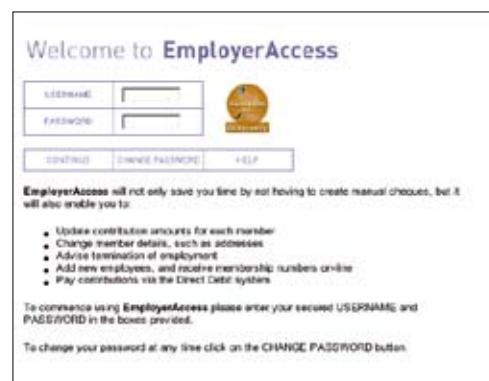 Welcome to EmployerAccess
USERNAME
PASSWORD
CONTINUE CHANGE PASSWORD HELP
EmployerAccess will not only save you time by not having to create manual cheques, but it
will also enable you to:
Update contribution amounts for each member
Change member details, such as addresses
Advise termination of employment
Add new employees, and receive membership numbers on-line
Pay contributions via the Direct Debit system
To commence using EmployerAccess please enter your secured USERNAME and
PASSWORD in the boxes provided.
To change your password at any time click on the CHANGE PASSWORD button.